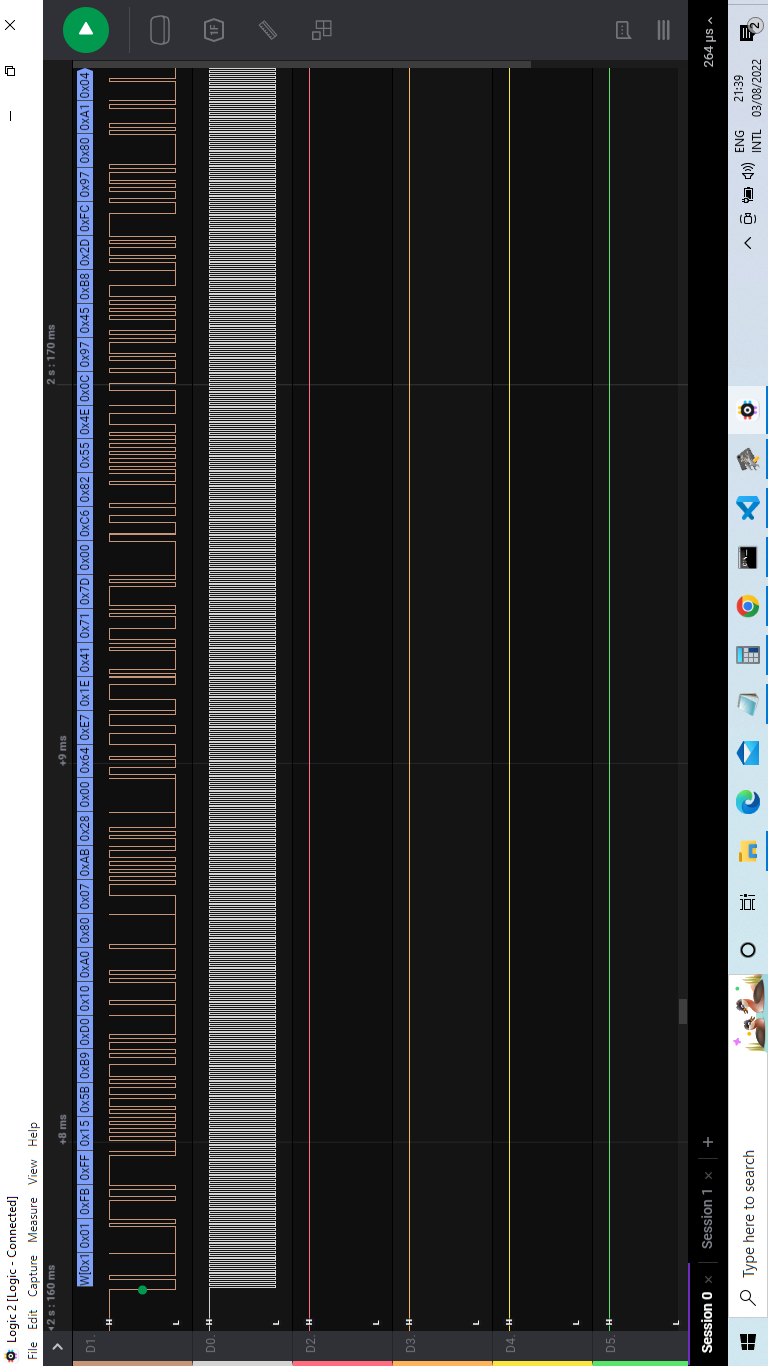 Logic 2 [Logic - Connected]
File Edit Capture Measure View Help
2 s : 160 ms
+8 ms
+9 ms
2 s : 170 ms
D1.
W[0x1 0x01 0xFB 0xFF 0x15 0x5B 0xB9 0xD0 0x10 0xA0 0x80 0x07 0xAB 0x28 0x00 0x64 0xE7 0x1E 0x41 0x71 0x7D 0x00 0xC6 0x82 0x55 0x4E 0x0C 0x97 0x45 0xB8 0x2D 0xFC 0x97 0x80 0xA1 0x04
H
L
D0.
H
L
D2.
H
L
D3.
H
L
D4.
H
L
D5.
H
L
1F
Session 0 × Session 1 × +
264 µs
Type here to search
ENG
INTL
21:39
03/08/2022
2